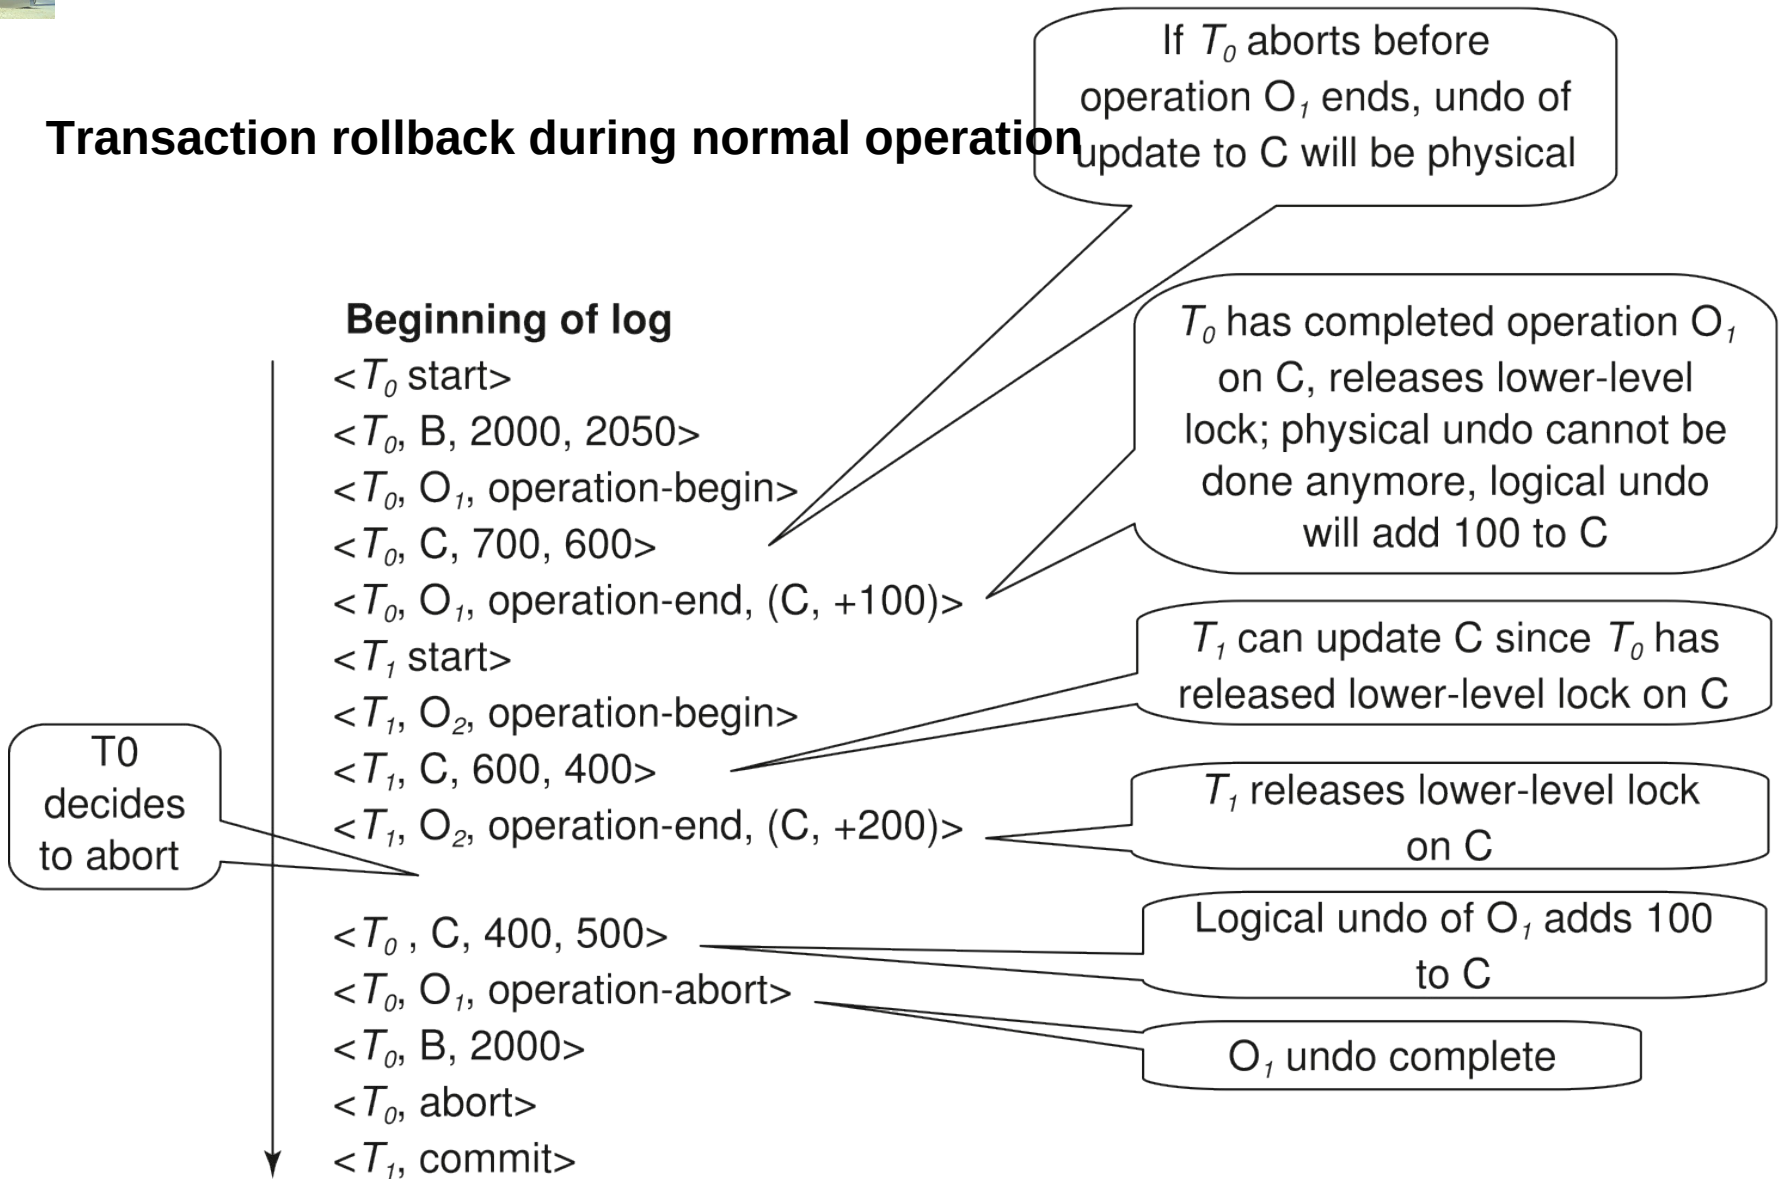 Transaction rollback during normal operation
If T0 aborts before
operation O1 ends, undo of
update to C will be physical
Beginning of log
<T0 start>
<T0, B, 2000, 2050>
<T0, O1, operation-begin>
<T0, C, 700, 600>
<T0, O1, operation-end, (C, +100)>
<T1 start>
<T1, O2, operation-begin>
<T1, C, 600, 400>
<T1, O2, operation-end, (C, +200)>
<T0 , C, 400, 500>
<T0, O1, operation-abort>
<T0, B, 2000>
<T0, abort>
<T1, commit>
T0 has completed operation O1
on C, releases lower-level
lock; physical undo cannot be
done anymore, logical undo
will add 100 to C
T1 can update C since T0 has
released lower-level lock on C
T0
decides
to abort
T1 releases lower-level lock
on C
Logical undo of O1 adds 100
to C
O1 undo complete